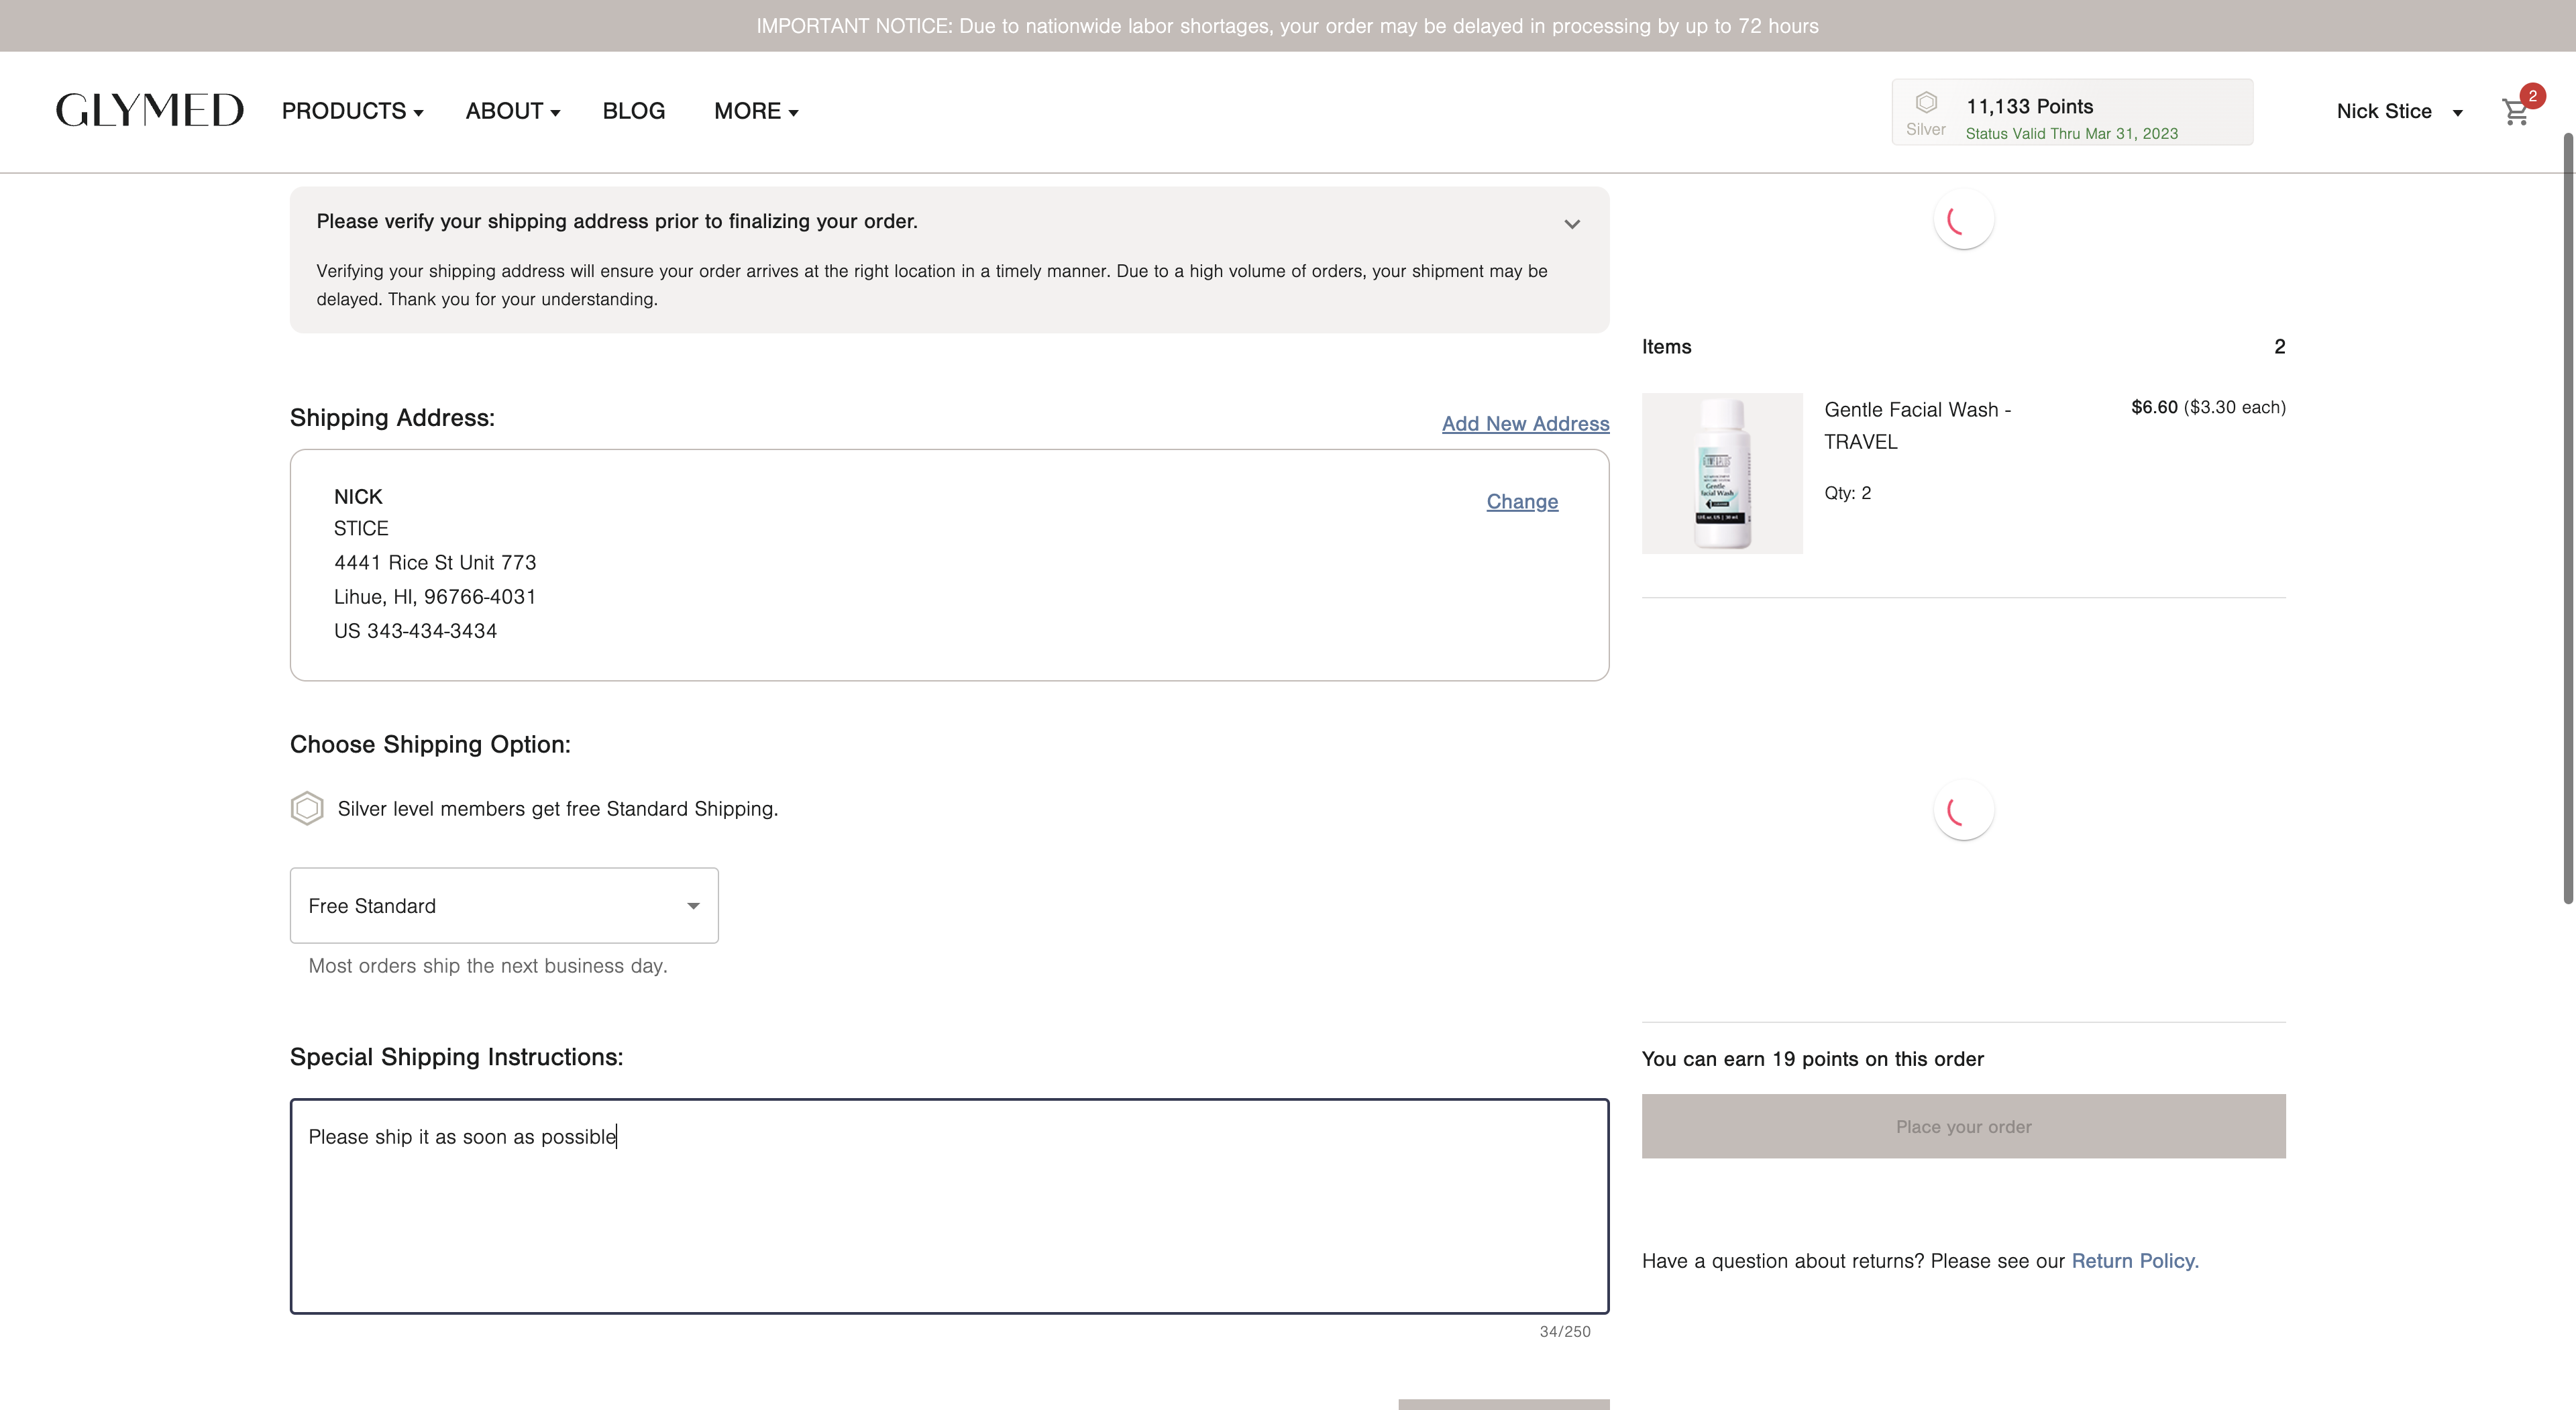 IMPORTANT NOTICE: Due to nationwide labor shortages, your order may be delayed in processing by up to 72 hours
GLYMED PRODUCTS ABOUT BLOG MORE
Silver
11,133 Points
Status Valid Thru Mar 31, 2023
Nick Stice
2
Please verify your shipping address prior to finalizing your order.
Verifying your shipping address will ensure your order arrives at the right location in a timely manner. Due to a high volume of orders, your shipment may be
delayed. Thank you for your understanding.
Shipping Address:
Add New Address
NICK
Change
STICE
4441 Rice St Unit 773
Lihue, HI, 96766-4031
US 343-434-3434
Choose Shipping Option:
Silver level members get free Standard Shipping.
Free Standard
Most orders ship the next business day.
Special Shipping Instructions:
Please ship it as soon as possible
34/250
Items 2
Gentle
Facial Wash
Gentle Facial Wash -
TRAVEL
$6.60 ($3.30 each)
Qty: 2
You can earn 19 points on this order
Place your order
Have a question about returns? Please see our Return Policy.